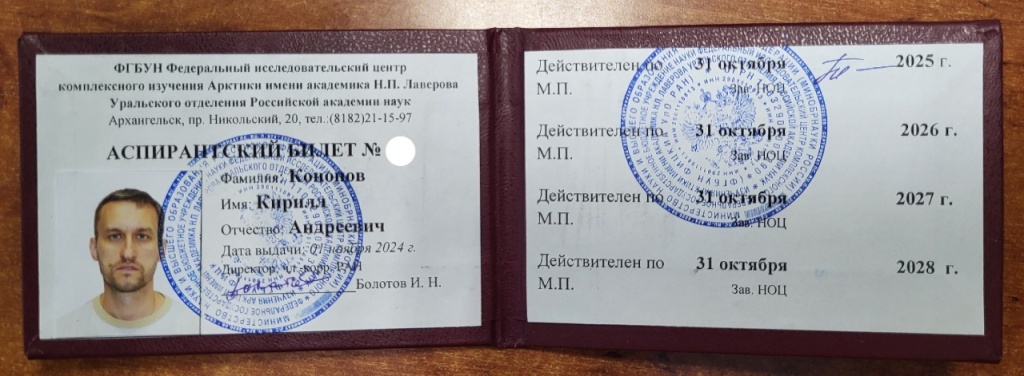 ФГБУН Федеральный исследовательский центр
комплексного изучения Арктики имени академика Н.П. Лаверова
Уральского отделения Российской академии наук
Архангельск, пр. Никольский, 20, тел.:(8182)21-15-97
АСПИРАНТСКИЙ БИЛЕТ №
Фамилия: Кононов
Имя: Кирилл
Отчество: Андреевич
Дата выдачи: 01 ноября 2024 г.
Директор, чл.-корр. РАН
Болотов И. Н.
Действителен по 31 октября 2025 г.
М.П. Зав. НОЦ
Действителен по 31 октября 2026 г.
М.П. Зав. НОЦ
Действителен по 31 октября 2027 г.
М.П. Зав. НОЦ
Действителен по 31 октября 2028 г.
М.П. Зав. НОЦ